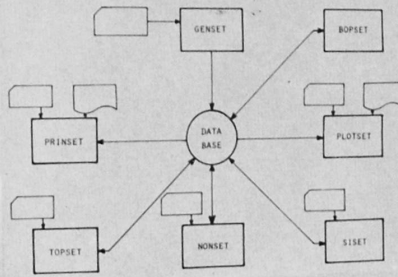 GENSET
BOPSET
PRINSET
DATA
BASE
PLOTSET
TOPSET
NONSET
SISET